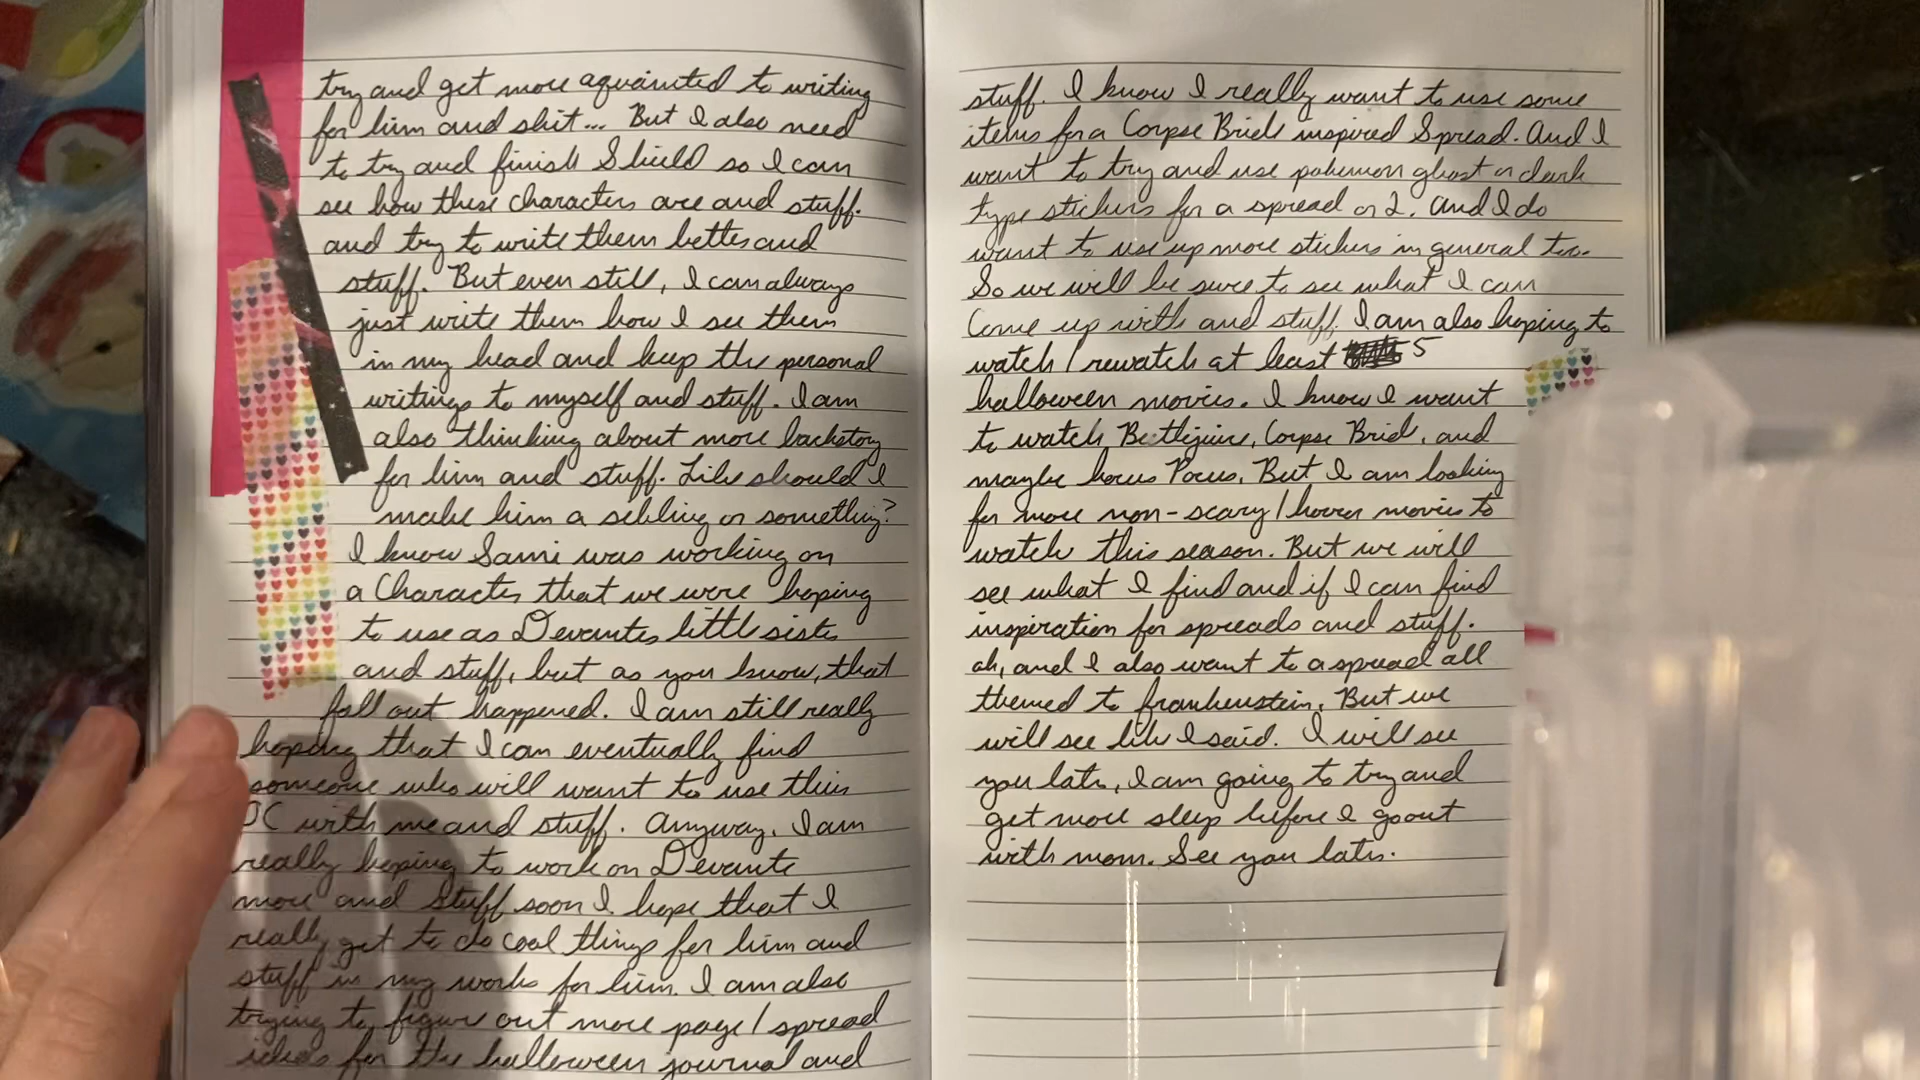 try and get more aquainted to writing
for him and shit... But I also need
to try and finish Shield so I can
see how these characters are and stuff.
and try to write them better and
stuff. But even still, I can always
just write them how I see them
in my head and keep the personal
writings to myself and stuff. I am
also thinking about more backstory
for him and stuff. Like should I
make him a sibling or something?
I know Sami was working on
a Character that we were hoping
to use as Devantes little sister
and stuff, but as you know, that
fall out happened. I am still really
hoping that I can eventually find
someone who will want to use this
OC with me and stuff. Anyway, I am
really hoping to work on Devante
more and stuff soon I hope that I
really get to do cool things for him and
stuff in my works for him. I am also
trying to figure out more page / spread
ideas for the halloween journal and
stuff. I know I really want to use some
items for a Corpse Bride inspired Spread. And I
want to try and use pokemon ghost or dark
type stickers for a spread or 2. And I do
want to use up more stickers in general too.
So we will be sure to see what I can
Come up with and stuff. I am also hoping to
watch / rewatch at least 5
halloween movies. I know I want
to watch Beetlejuice, Corpse Bride, and
maybe hocus Pocus. But I am looking
for more non-scary / horror movies to
watch this season. But we will
see what I find and if I can find
inspiration for spreads and stuff.
oh, and I also want to a spread all
themed to frankenstein. But we
will see like I said. I will see
you later, I am going to try and
get more sleep before I go out
with mom. See you later.